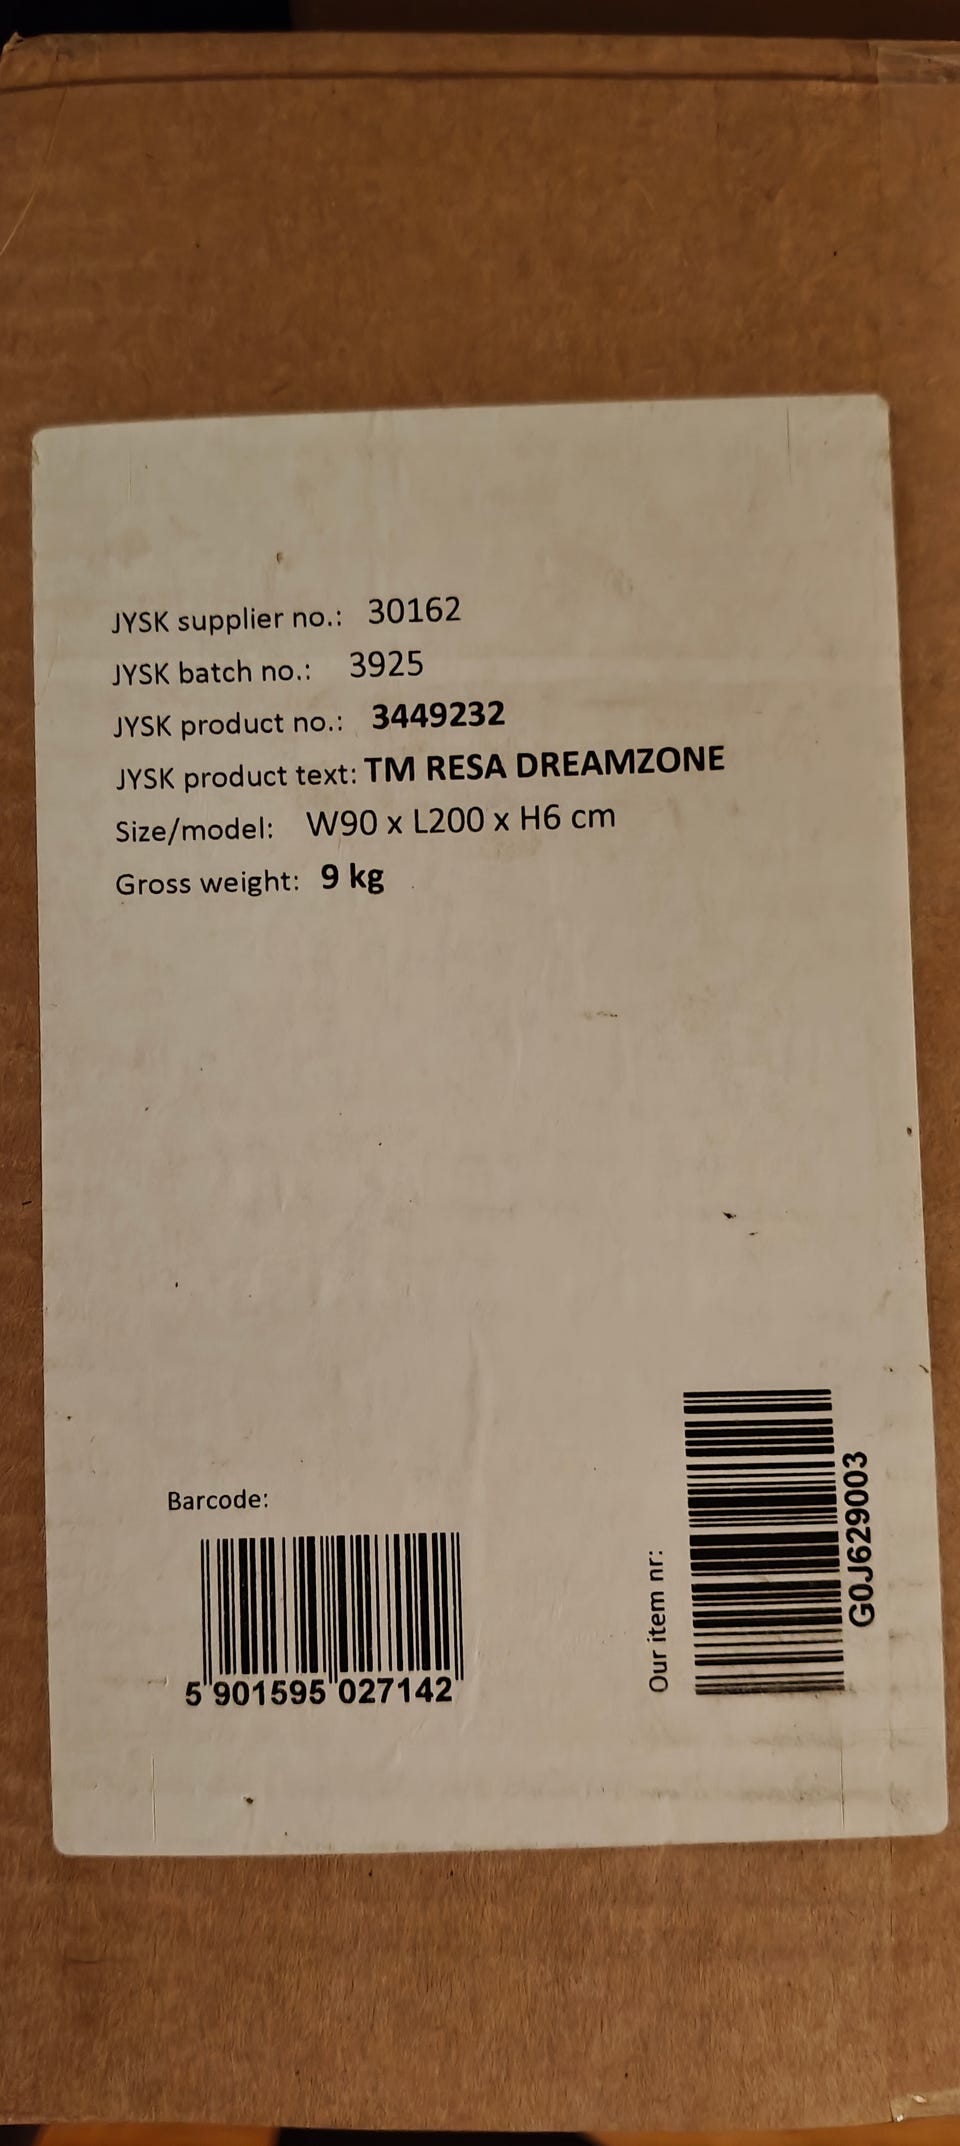 JYSK supplier no.: 30162
JYSK batch no.: 3925
JYSK product no.: 3449232
JYSK product text: TM RESA DREAMZONE
Size/model: W90 x L200 x H6 cm
Gross weight: 9 kg
Barcode:
5 901595 027142
Our item nr:
G0J629003